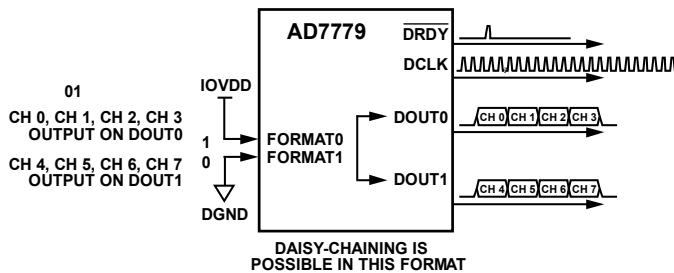 AD7779
DRDY
DCLK
01
CH 0, CH 1, CH 2, CH 3
OUTPUT ON DOUT0
CH 4, CH 5, CH 6, CH 7
OUTPUT ON DOUT1
IOVDD
1
0
FORMAT0
FORMAT1
DGND
DOUT0
CH 0 CH 1 CH 2 CH 3
DOUT1
CH 4 CH 5 CH 6 CH 7
DAISY-CHAINING IS
POSSIBLE IN THIS FORMAT